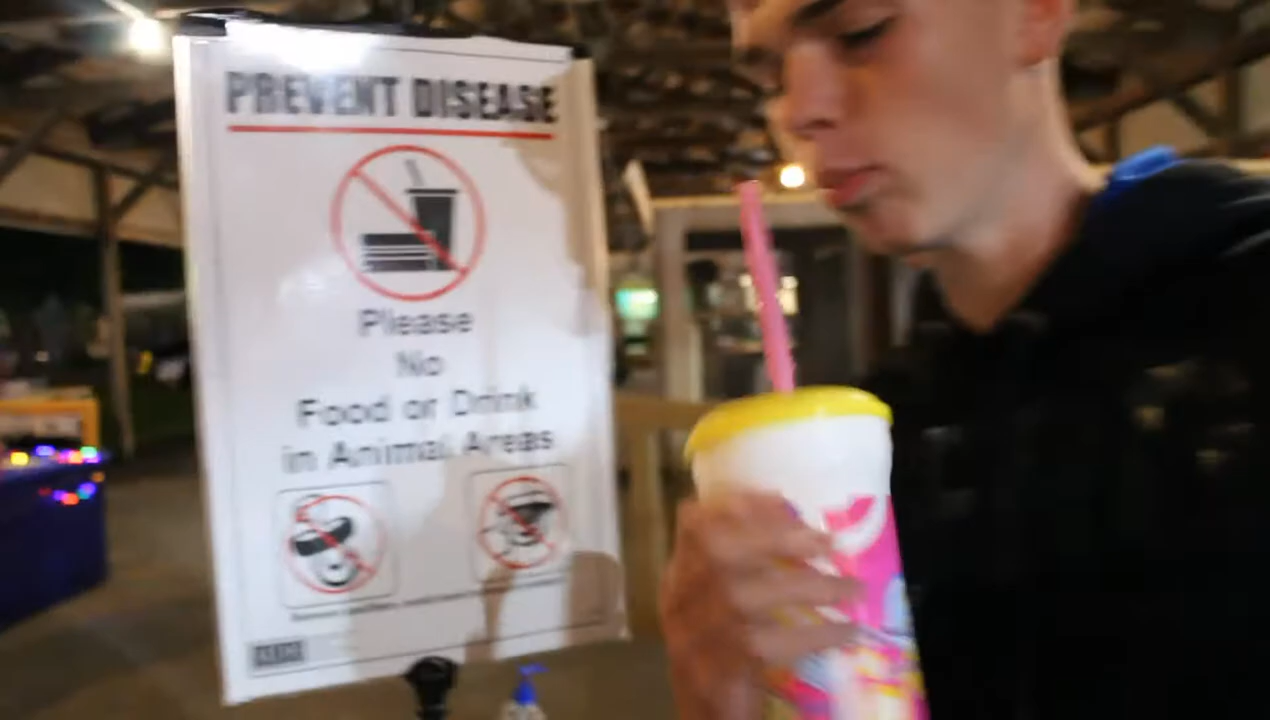 PREVENT DISEASE
Please
No
Food or Drink
in Animal Areas